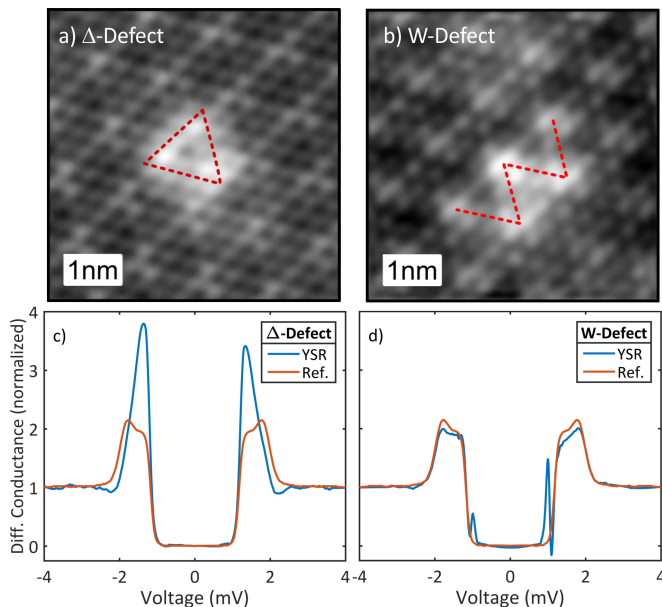 a) Δ-Defect
b) W-Defect
1nm
1nm
c)
Δ-Defect
YSR
Ref.
d)
W-Defect
YSR
Ref.
Diff. Conductance (normalized)
4
3
2
1
0
-4
-2
0
2
4
-4
-2
0
2
4
Voltage (mV)
Voltage (mV)